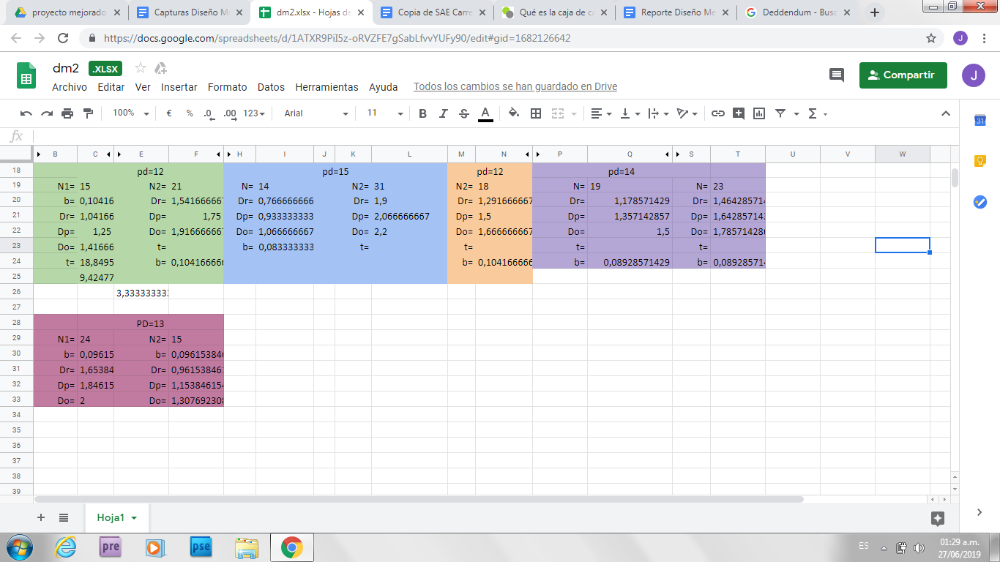 proyecto mejorado
Capturas Diseño M
dm2.xlsx - Hojas de
Copia de SAE Carre
Qué es la caja de ca
Reporte Diseño Me
Deddendum - Bus
https://docs.google.com/spreadsheets/d/1ATXR9PiI5z-oRVZFE7gSabLfvvYUFy90/edit#gid=1682126642
J
dm2 .XLSX
Compartir
J
Archivo Editar Ver Insertar Formato Datos Herramientas Ayuda Todos los cambios se han guardado en Drive
100% € % .0 .00 123 Arial 11 B I S A Σ
31
fx
B C E F H I J K L M N P Q S T U V W
18 pd=12 pd=15 pd=12 pd=14
19 N1= 15 N2= 21 N= 14 N2= 31 N2= 18 N= 19 N= 23
20 b= 0,10416 Dr= 1,541666667 Dr= 0,766666666 Dr= 1,9 Dr= 1,291666667 Dr= 1,178571429 Dr= 1,46428571
21 Dr= 1,04166 Dp= 1,75 Dp= 0,933333333 Dp= 2,066666667 Dp= 1,5 Dp= 1,357142857 Dp= 1,64285714
22 Dp= 1,25 Do= 1,916666667 Do= 1,066666667 Do= 2,2 Do= 1,666666667 Do= 1,5 Do= 1,78571428
23 Do= 1,41666 t= b= 0,083333333 t= t= t= t=
24 t= 18,8495 b= 0,104166666 b= 0,104166666 b= 0,08928571429 b= 0,08928571
25 9,42477
26 3,333333333
27
28 PD=13
29 N1= 24 N2= 15
30 b= 0,09615 b= 0,09615384
31 Dr= 1,65384 Dr= 0,96153846
32 Dp= 1,84615 Dp= 1,153846154
33 Do= 2 Do= 1,30769230
34
35
36
37
38
39
Hoja1
pre
pse
ES
01:29 a.m.
27/06/2019